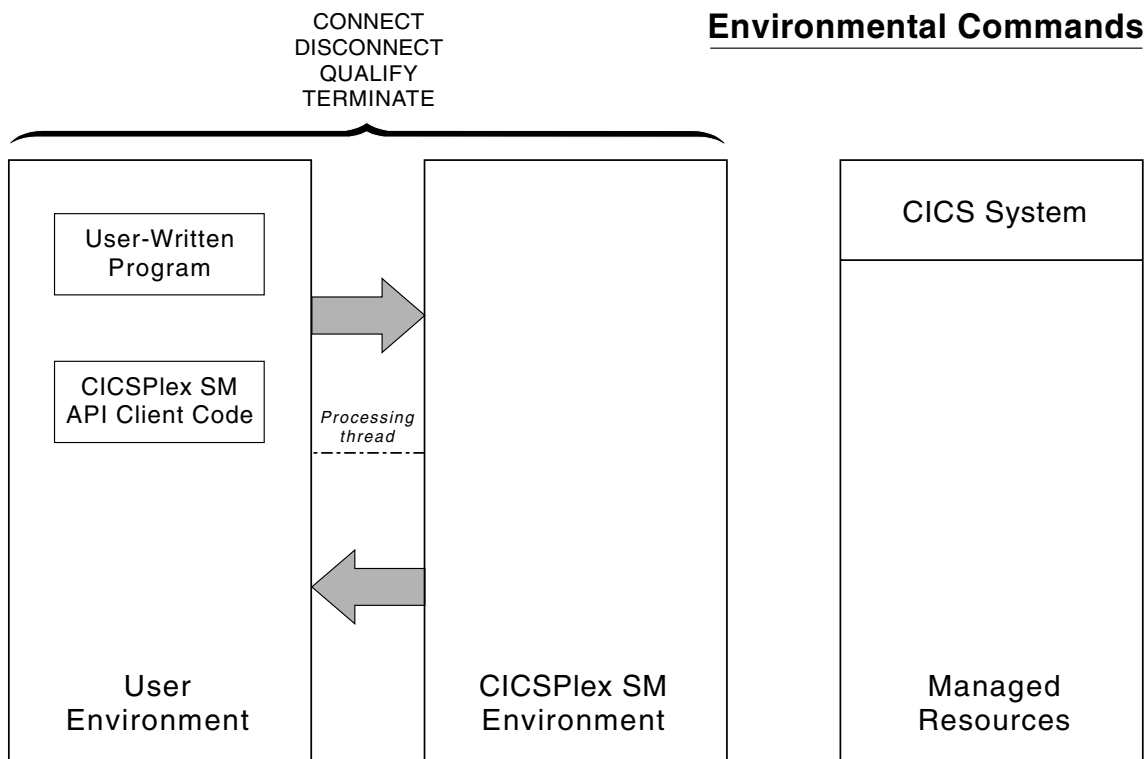 CONNECT
DISCONNECT
QUALIFY
TERMINATE
Environmental Commands
User-Written
Program
CICSPlex SM
API Client Code
Processing
thread
CICS System
User
Environment
CICSPlex SM
Environment
Managed
Resources